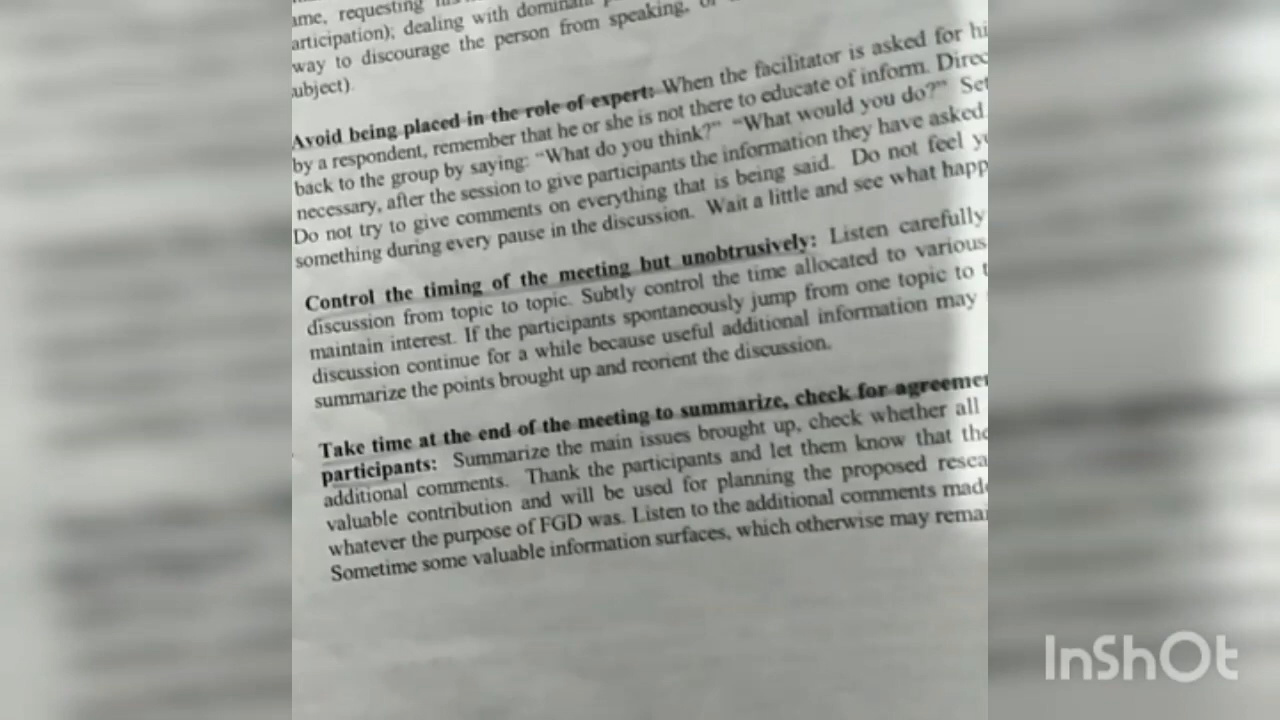 ame, requesting
articipation); dealing with dominant
way to discourage the person from speaking,
ubject).
Avoid being placed in the role of expert: When the facilitator is asked for hi
by a respondent, remember that he or she is not there to educate of inform. Direc
back to the group by saying: “What do you think?” “What would you do?” Set
necessary, after the session to give participants the information they have asked
Do not try to give comments on everything that is being said. Do not feel y
something during every pause in the discussion. Wait a little and see what happ
Control the timing of the meeting but unobtrusively: Listen carefully
discussion from topic to topic. Subtly control the time allocated to various
maintain interest. If the participants spontaneously jump from one topic to t
discussion continue for a while because useful additional information may
summarize the points brought up and reorient the discussion.
Take time at the end of the meeting to summarize, check for agreemen
participants: Summarize the main issues brought up, check whether all
additional comments. Thank the participants and let them know that the
valuable contribution and will be used for planning the proposed resea
whatever the purpose of FGD was. Listen to the additional comments made
Sometime some valuable information surfaces, which otherwise may remai
InShOt